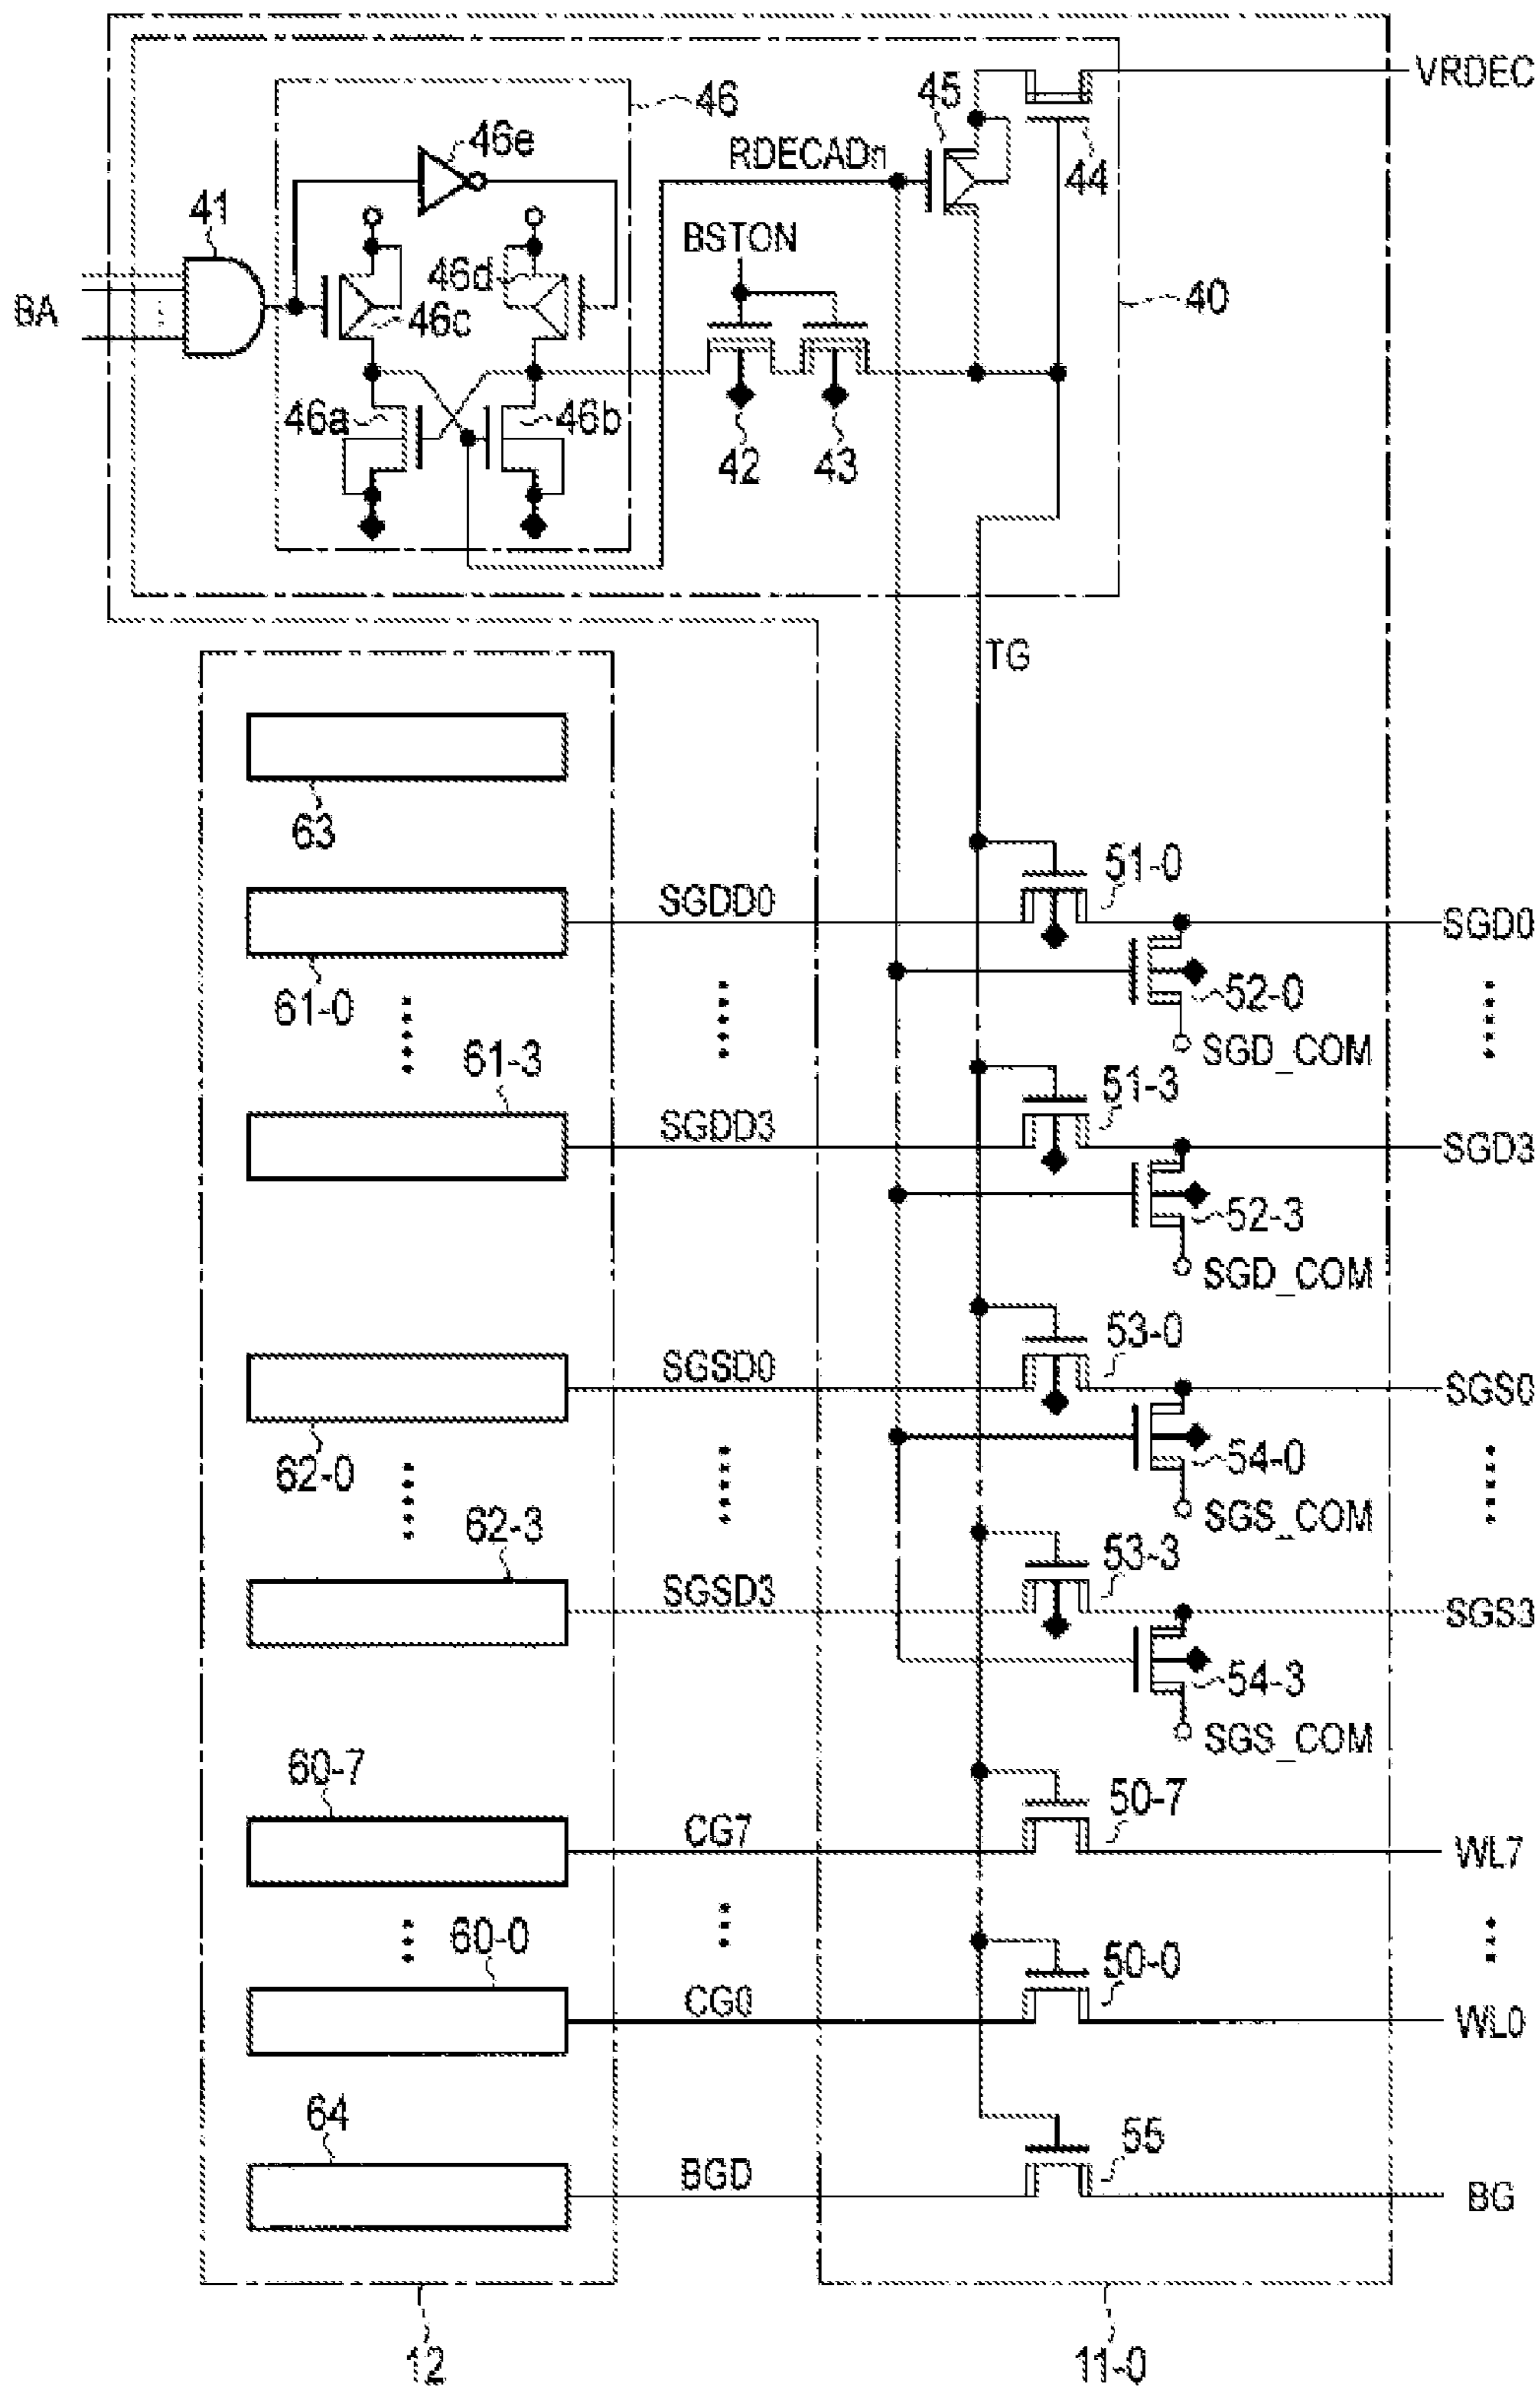 VRDEC
46
45
46e
RDECADn
44
41
BSTON
46d
BA
46c
40
46a
46b
42
43
TG
63
51-0
SGDD0
SGD0
61-0
52-0
SGD_COM
61-3
51-3
SGDD3
SGD3
52-3
SGD_COM
53-0
SGSD0
SGS0
62-0
54-0
SGS_COM
62-3
53-3
SGSD3
SGS3
54-3
SGS_COM
60-7
50-7
CG7
WL7
60-0
50-0
CG0
WL0
64
55
BGD
BG
12
11-0